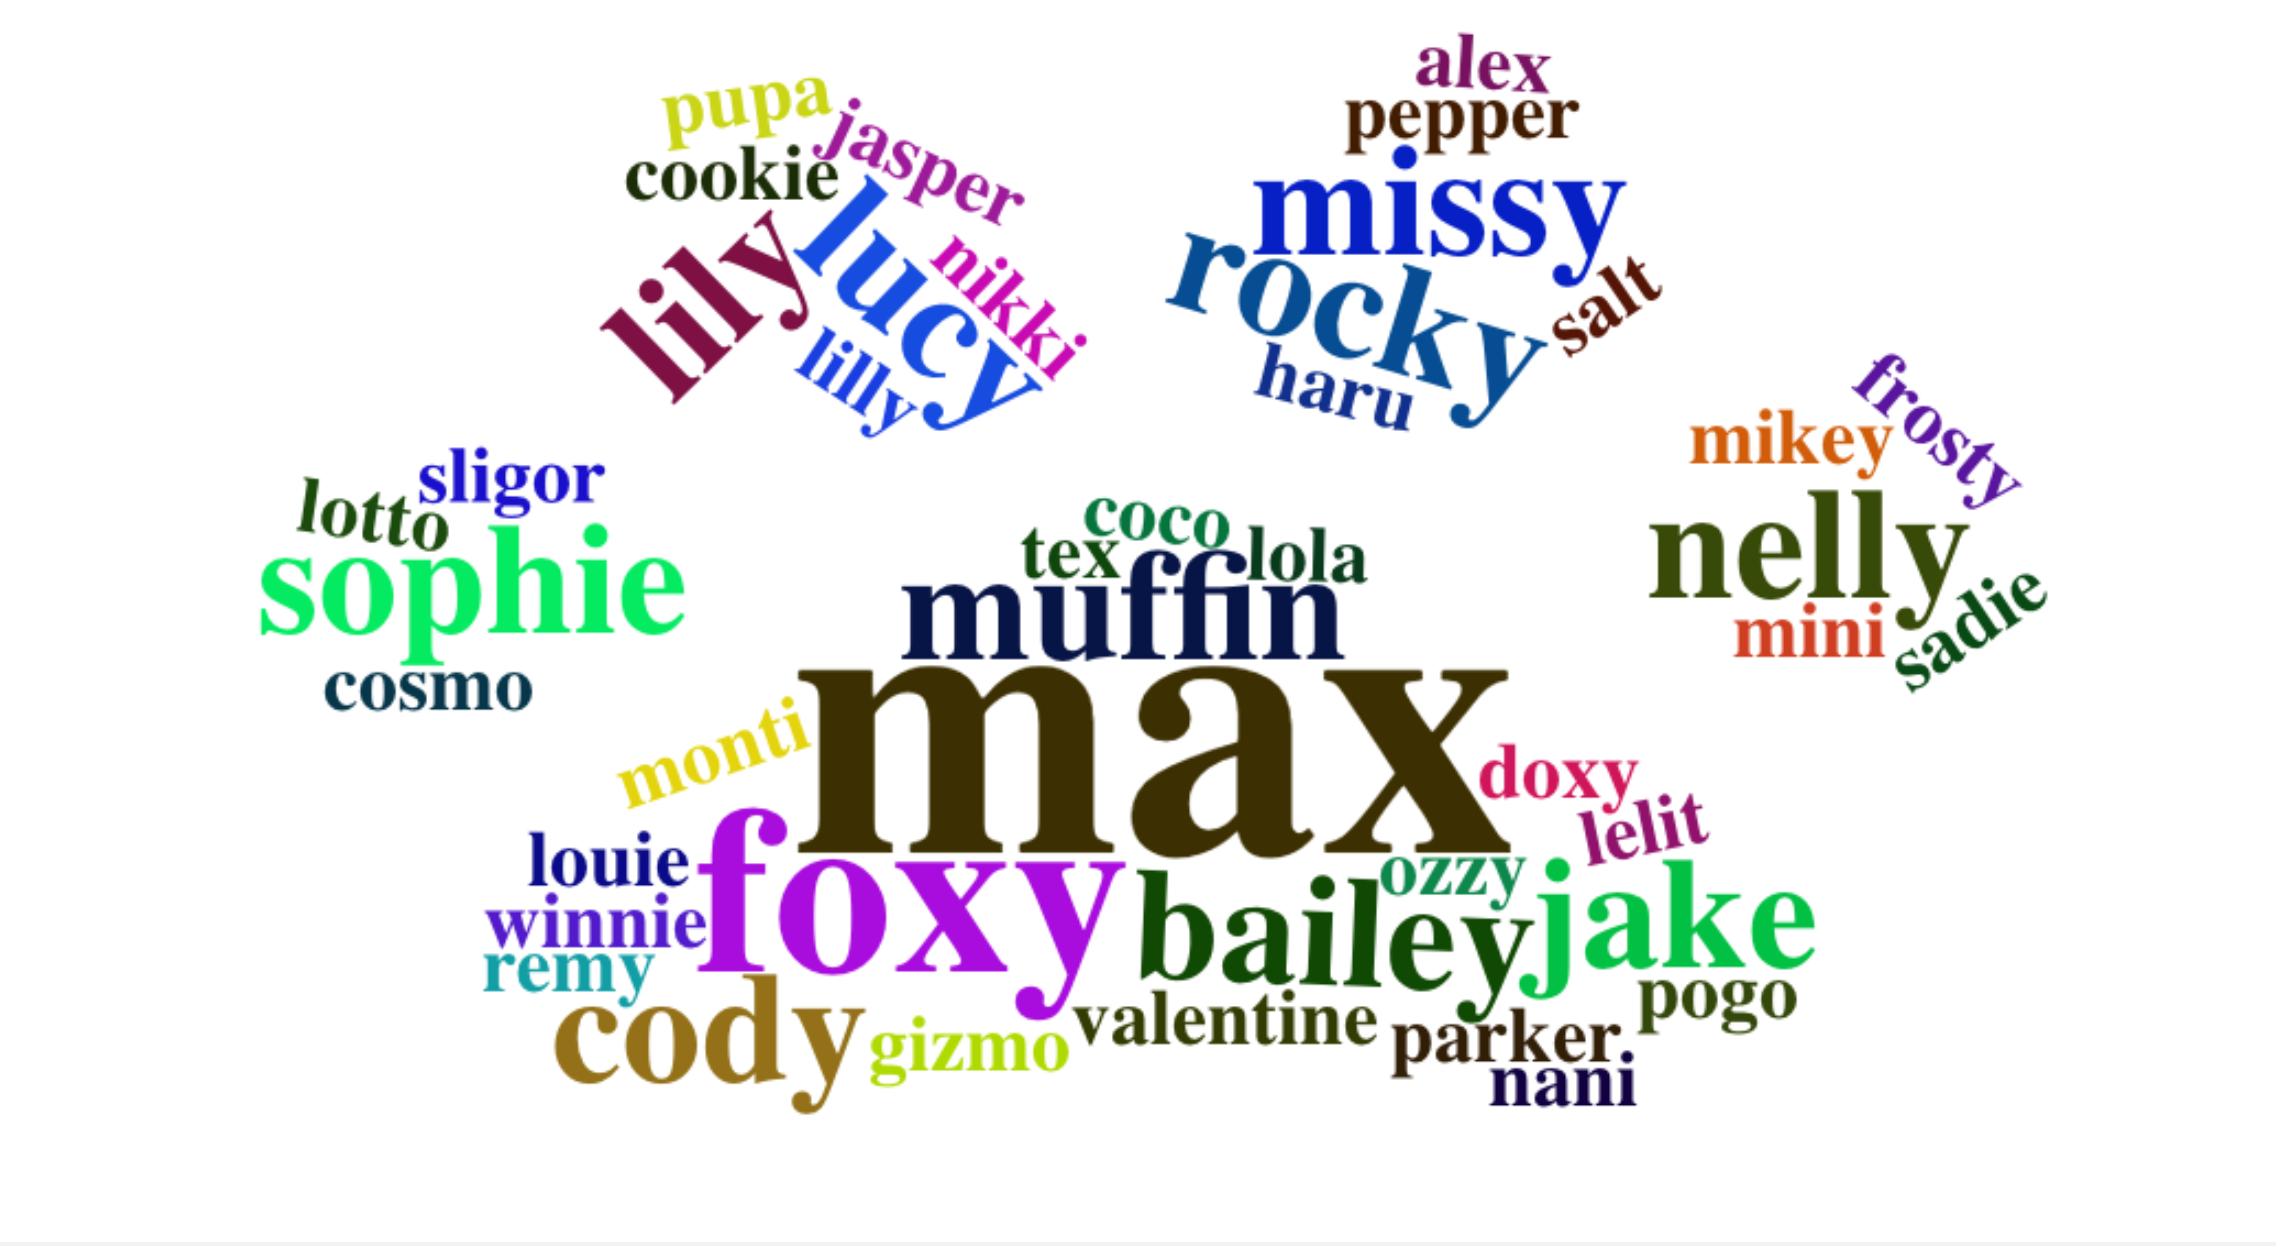 alex
pepper
missy
rocky
salt
haru
pupa
jasper
cookie
lily
lucy
nikki
lilly
frosty
mikey
nelly
mini
sadie
sligor
lotto
sophie
cosmo
coco
tex
lola
muffin
max
monti
doxy
lelit
louie
foxy
ozzy
bailey
jake
winnie
remy
cody
gizmo
valentine
pogo
parker
nani